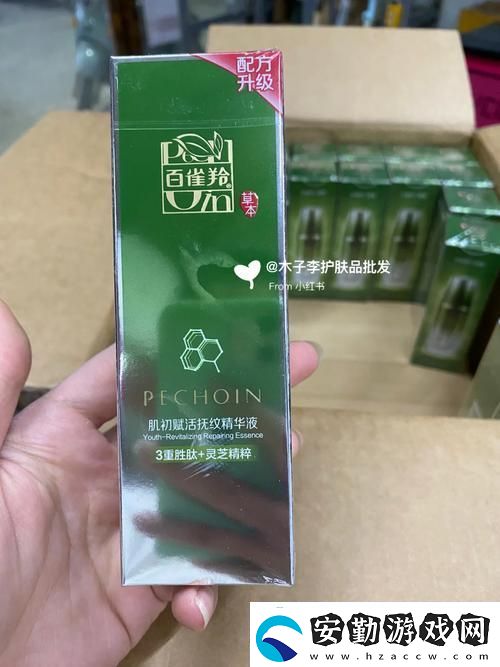 配方
升级
Pech
百雀羚®
Oin
草本
@木子李护肤品批发
From 小红书
PECHOIN
肌初赋活抚纹精华液
Youth-Revitalizing Repairing Essence
3重胜肽+灵芝精粹
安勤游戏网
www.hzaccw.com